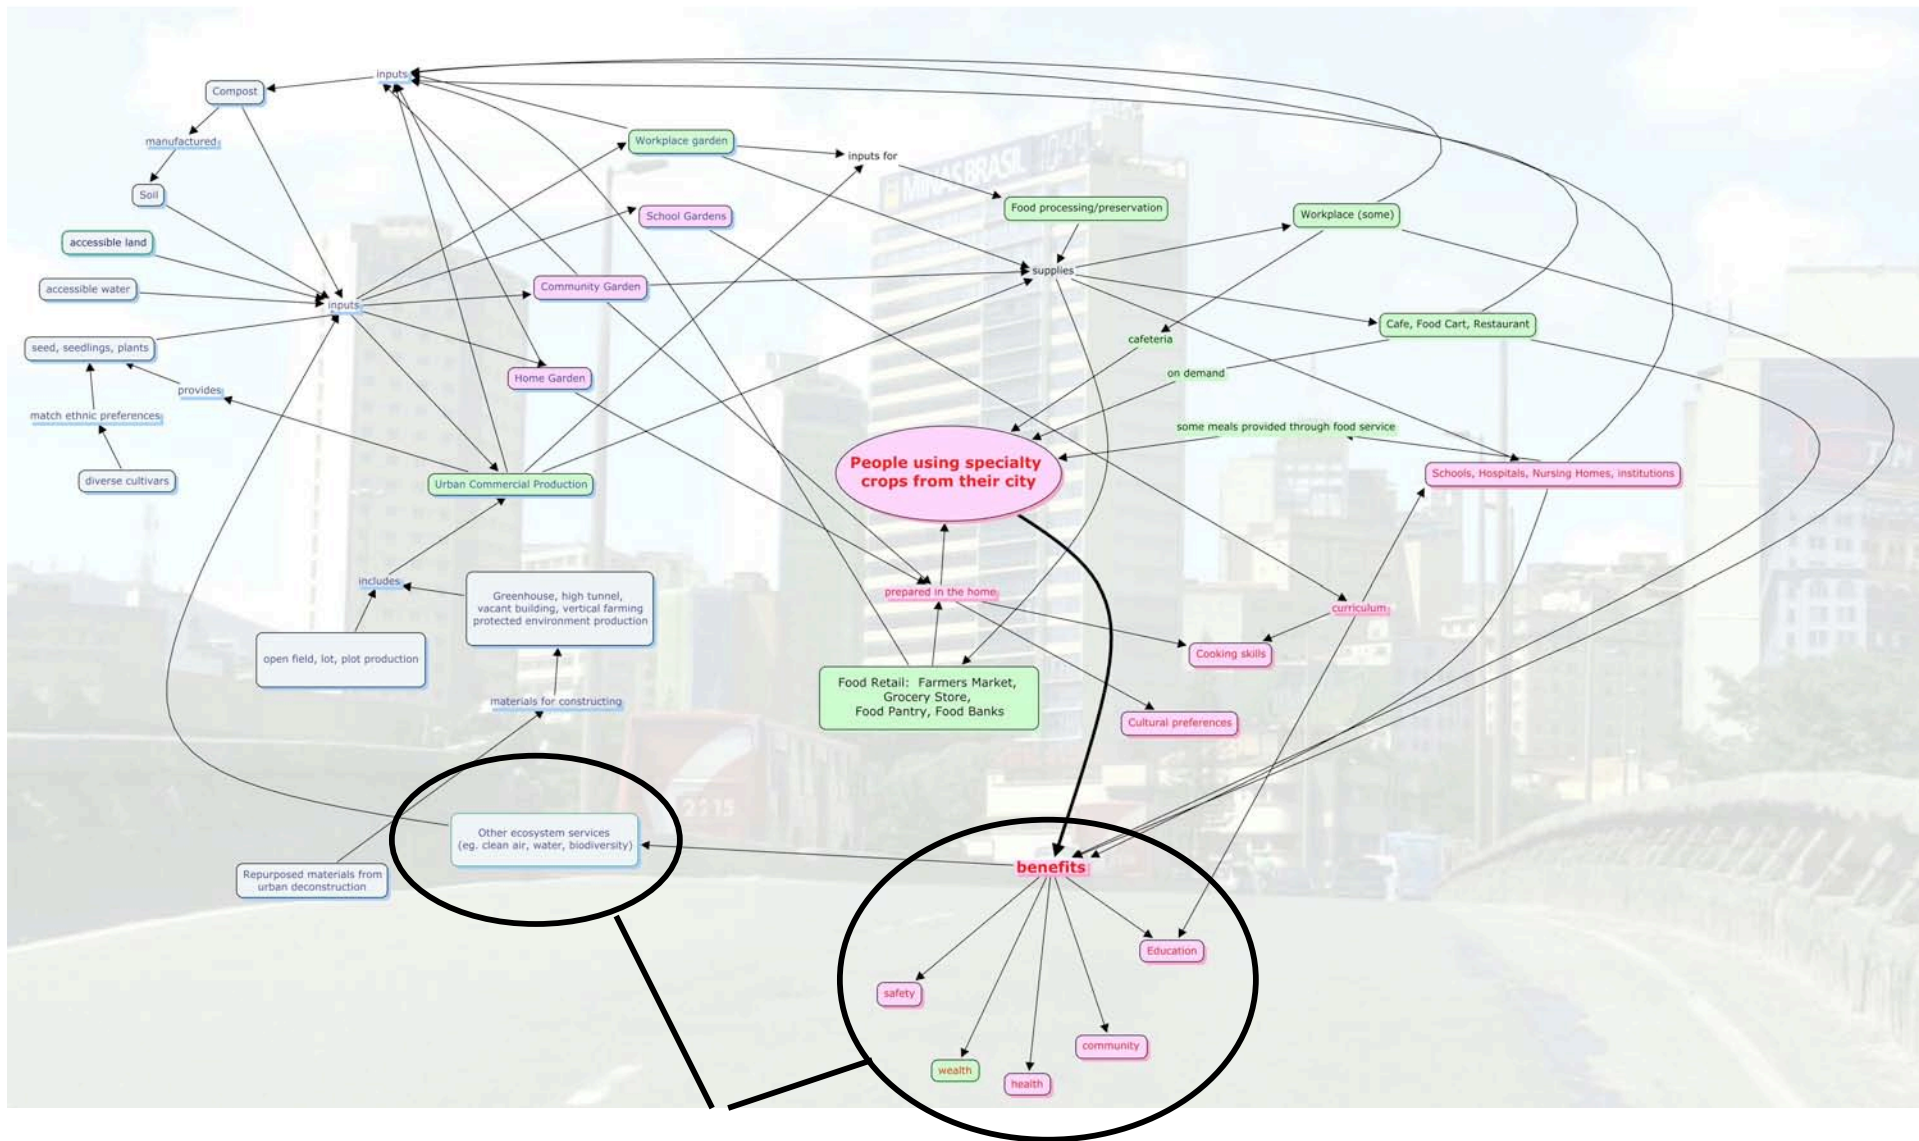 inputs
Compost
manufactured
Soil
accessible land
accessible water
inputs
seed, seedlings, plants
provides
match ethnic preferences
diverse cultivars
Workplace garden
inputs for
MINASBRASIL
School Gardens
Food processing/preservation
Workplace (some)
Community Garden
supplies
Home Garden
cafeteria
Cafe, Food Cart, Restaurant
on demand
some meals provided through food service
Urban Commercial Production
People using specialty
crops from their city
Schools, Hospitals, Nursing Homes, institutions
includes
Greenhouse, high tunnel,
vacant building, vertical farming
protected environment production
open field, lot, plot production
materials for constructing
prepared in the home
curriculum
Cooking skills
Food Retail: Farmers Market,
Grocery Store,
Food Pantry, Food Banks
Cultural preferences
Other ecosystem services
(eg. clean air, water, biodiversity)
Repurposed materials from
urban deconstruction
benefits
Education
safety
community
wealth
health